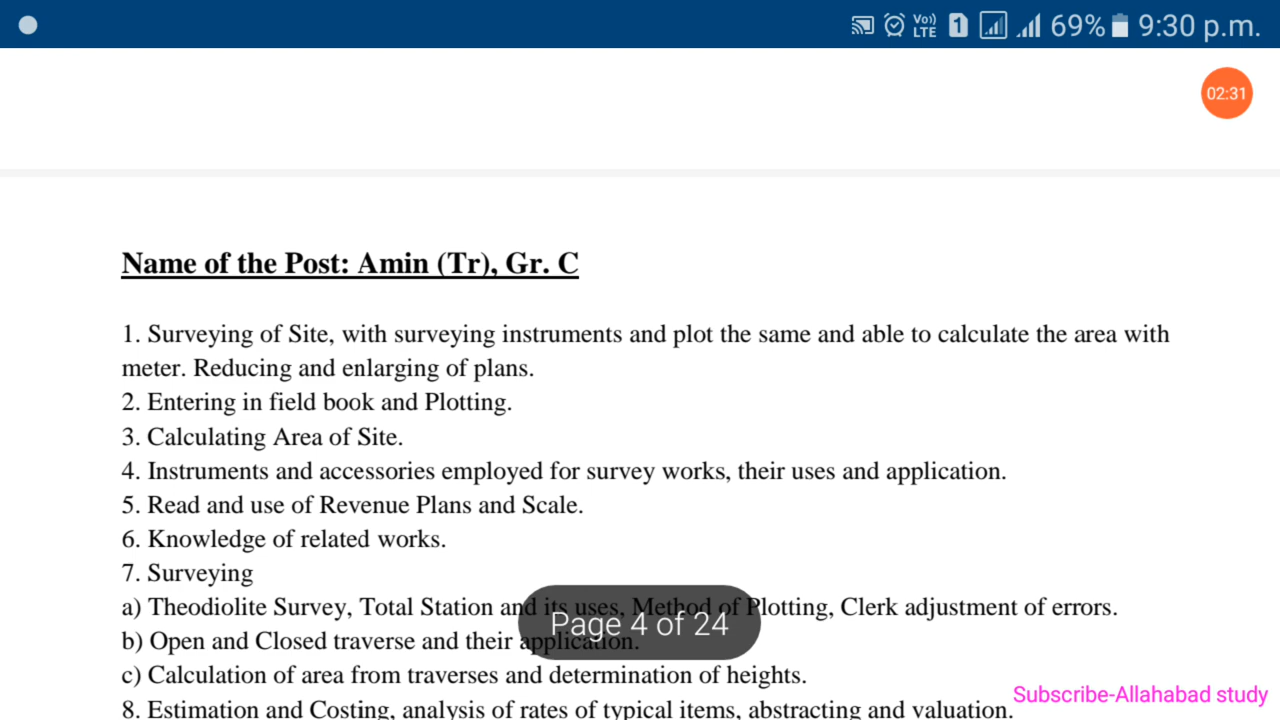 Vo)) LTE 1 69% 9:30 p.m.
02:31
Name of the Post: Amin (Tr), Gr. C
1. Surveying of Site, with surveying instruments and plot the same and able to calculate the area with
meter. Reducing and enlarging of plans.
2. Entering in field book and Plotting.
3. Calculating Area of Site.
4. Instruments and accessories employed for survey works, their uses and application.
5. Read and use of Revenue Plans and Scale.
6. Knowledge of related works.
7. Surveying
a) Theodiolite Survey, Total Station and its uses, Method of Plotting, Clerk adjustment of errors.
Page 4 of 24
b) Open and Closed traverse and their application.
c) Calculation of area from traverses and determination of heights.
Subscribe-Allahabad study
8. Estimation and Costing, analysis of rates of typical items, abstracting and valuation.